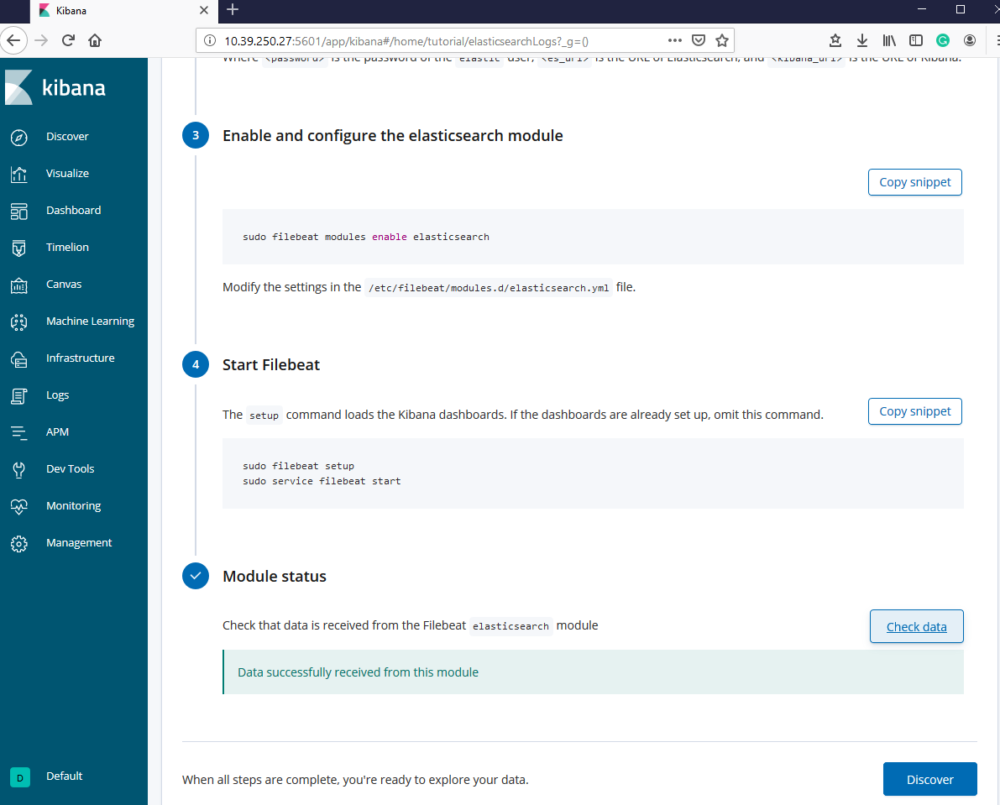 Kibana
10.39.250.27:5601/app/kibana#/home/tutorial/elasticsearchLogs?_g=()
kibana
Discover
Visualize
Dashboard
Timelion
Canvas
Machine Learning
Infrastructure
Logs
APM
Dev Tools
Monitoring
Management
D Default
Where <password> is the password of the elastic user, <es_url> is the URL of Elasticsearch, and <kibana_url> is the URL of Kibana.
3 Enable and configure the elasticsearch module
Copy snippet
sudo filebeat modules enable elasticsearch
Modify the settings in the /etc/filebeat/modules.d/elasticsearch.yml file.
4 Start Filebeat
The setup command loads the Kibana dashboards. If the dashboards are already set up, omit this command.
Copy snippet
sudo filebeat setup
sudo service filebeat start
Module status
Check that data is received from the Filebeat elasticsearch module
Check data
Data successfully received from this module
When all steps are complete, you're ready to explore your data.
Discover